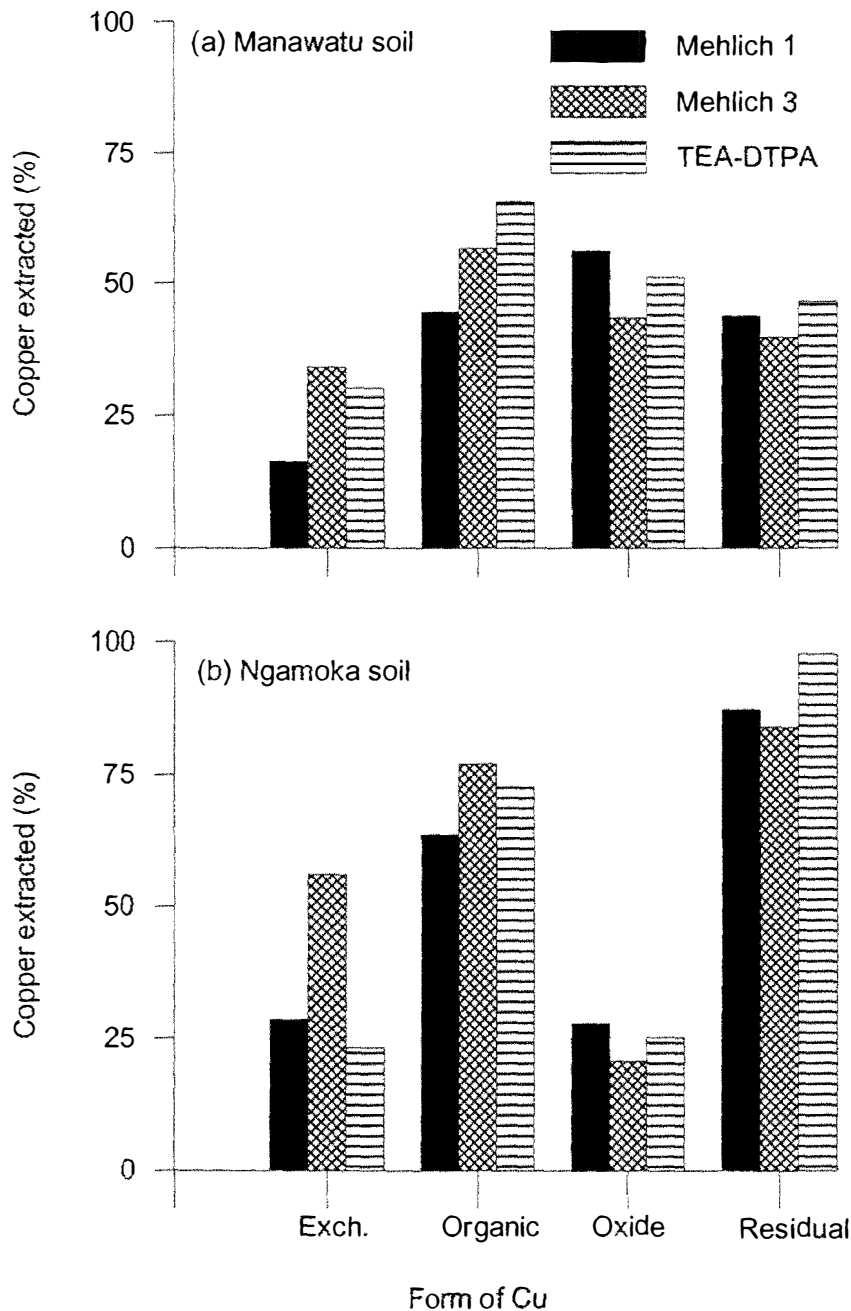 100
(a) Manawatu soil
Mehlich 1
Mehlich 3
TEA-DTPA
75
50
25
0
Copper extracted (%)
100
(b) Ngamoka soil
75
50
25
0
Copper extracted (%)
Exch. Organic Oxide Residual
Form of Cu